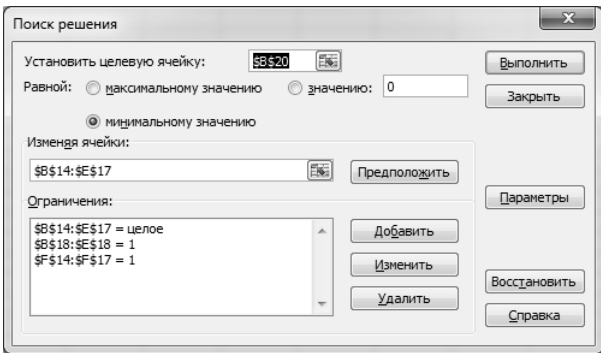 Поиск решения
Установить целевую ячейку: $B$20
Равной: максимальному значению значению: 0
минимальному значению
Изменяя ячейки:
$B$14:$E$17 Предположить
Ограничения:
$B$14:$E$17 = целое
$B$18:$E$18 = 1
$F$14:$F$17 = 1
Добавить
Изменить
Удалить
Выполнить
Закрыть
Параметры
Восстановить
Справка